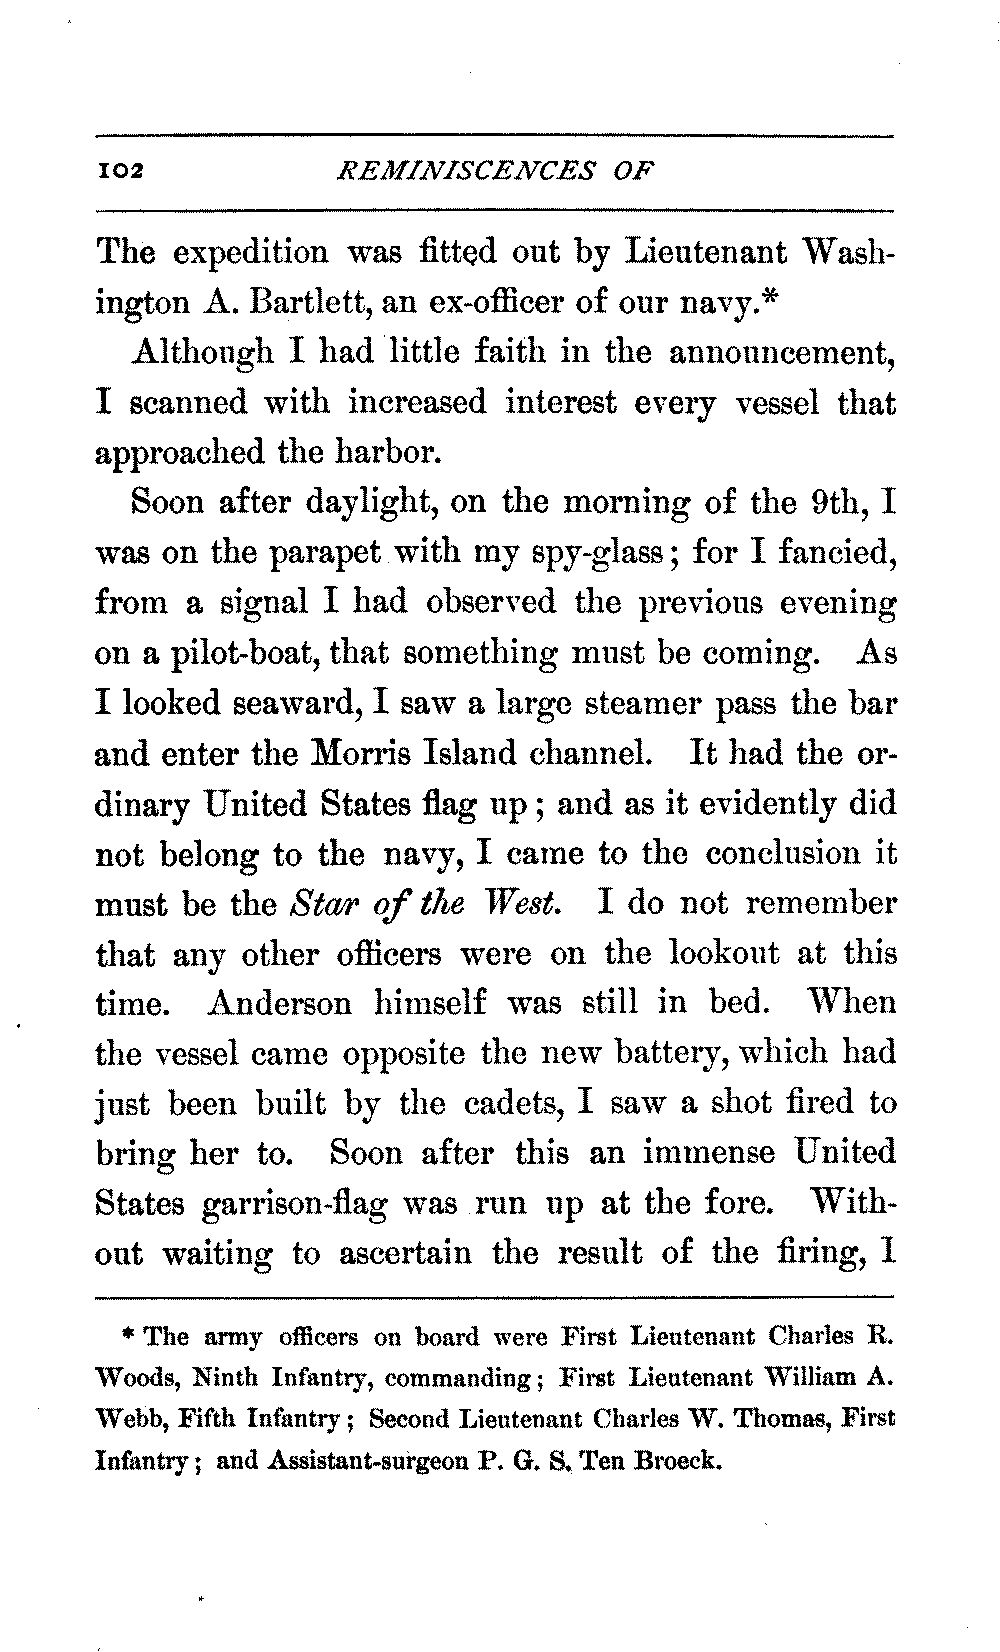 102 REMINISCENCES OF
The expedition was fitted out by Lieutenant Wash-
ington A. Bartlett, an ex-officer of our navy.*
Although I had little faith in the announcement,
I scanned with increased interest every vessel that
approached the harbor.
Soon after daylight, on the morning of the 9th, I
was on the parapet with my spy-glass; for I fancied,
from a signal I had observed the previous evening
on a pilot-boat, that something must be coming. As
I looked seaward, I saw a large steamer pass the bar
and enter the Morris Island channel. It had the or-
dinary United States flag up; and as it evidently did
not belong to the navy, I came to the conclusion it
must be the Star of the West. I do not remember
that any other officers were on the lookout at this
time. Anderson himself was still in bed. When
the vessel came opposite the new battery, which had
just been built by the cadets, I saw a shot fired to
bring her to. Soon after this an immense United
States garrison-flag was run up at the fore. With-
out waiting to ascertain the result of the firing, I
* The army officers on board were First Lieutenant Charles R.
Woods, Ninth Infantry, commanding; First Lieutenant William A.
Webb, Fifth Infantry; Second Lieutenant Charles W. Thomas, First
Infantry; and Assistant-surgeon P. G. S. Ten Broeck.